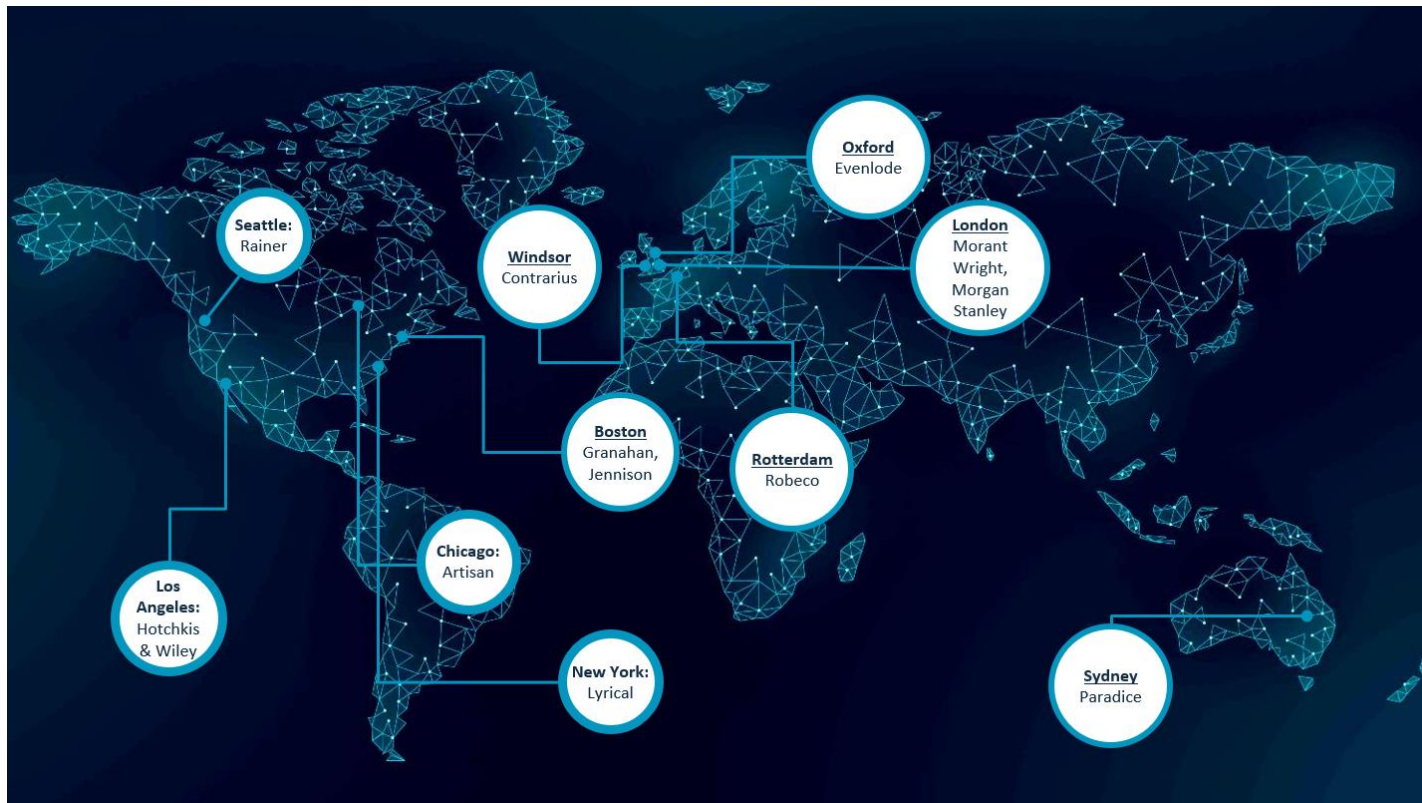 Oxford
Evenlode
Seattle:
Rainer
Windsor
Contrarius
London
Morant
Wright,
Morgan
Stanley
Boston
Granahan,
Jennison
Rotterdam
Robeco
Chicago:
Artisan
Los
Angeles:
Hotchkis
& Wiley
New York:
Lyrical
Sydney
Paradice